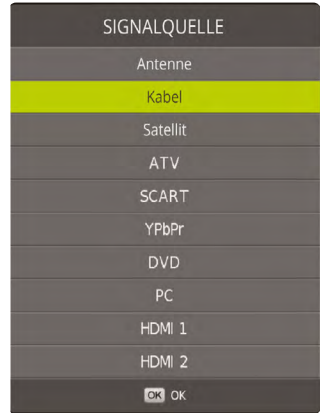 SIGNALQUELLE
Antenne
Kabel
Satellit
ATV
SCART
YPbPr
DVD
PC
HDMI 1
HDMI 2
OK OK